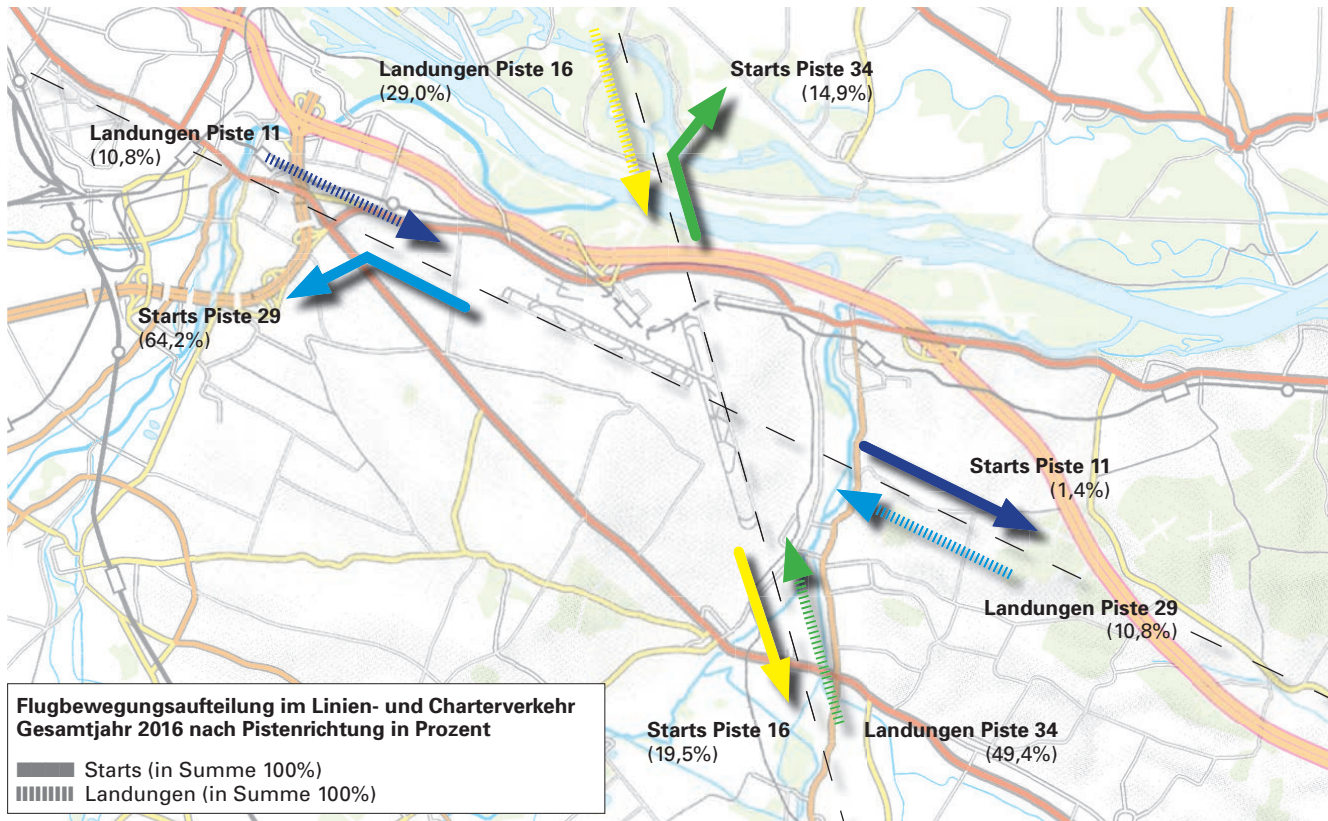 Landungen Piste 16
(29,0%)
Starts Piste 34
(14,9%)
Landungen Piste 11
(10,8%)
Starts Piste 29
(64,2%)
Starts Piste 11
(1,4%)
Landungen Piste 29
(10,8%)
Starts Piste 16
(19,5%)
Landungen Piste 34
(49,4%)
Flugbewegungsaufteilung im Linien- und Charterverkehr
Gesamtjahr 2016 nach Pistenrichtung in Prozent
Starts (in Summe 100%)
Landungen (in Summe 100%)